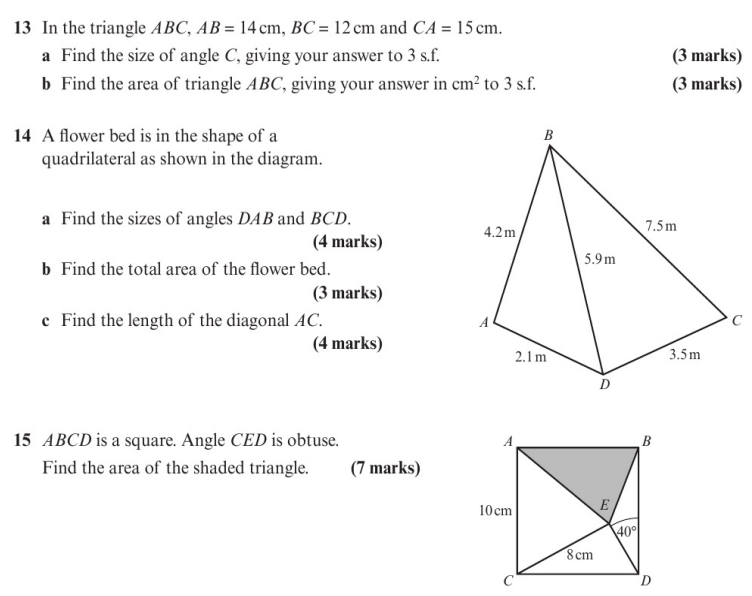 13 In the triangle ABC, AB = 14 cm, BC = 12 cm and CA = 15 cm.
a Find the size of angle C, giving your answer to 3 s.f. (3 marks)
b Find the area of triangle ABC, giving your answer in cm² to 3 s.f. (3 marks)
14 A flower bed is in the shape of a
quadrilateral as shown in the diagram.
a Find the sizes of angles DAB and BCD.
(4 marks)
b Find the total area of the flower bed.
(3 marks)
c Find the length of the diagonal AC.
(4 marks)
B
4.2 m
7.5 m
5.9 m
A
C
2.1 m
3.5 m
D
15 ABCD is a square. Angle CED is obtuse.
Find the area of the shaded triangle. (7 marks)
A
B
10 cm
E
40°
8 cm
C
D